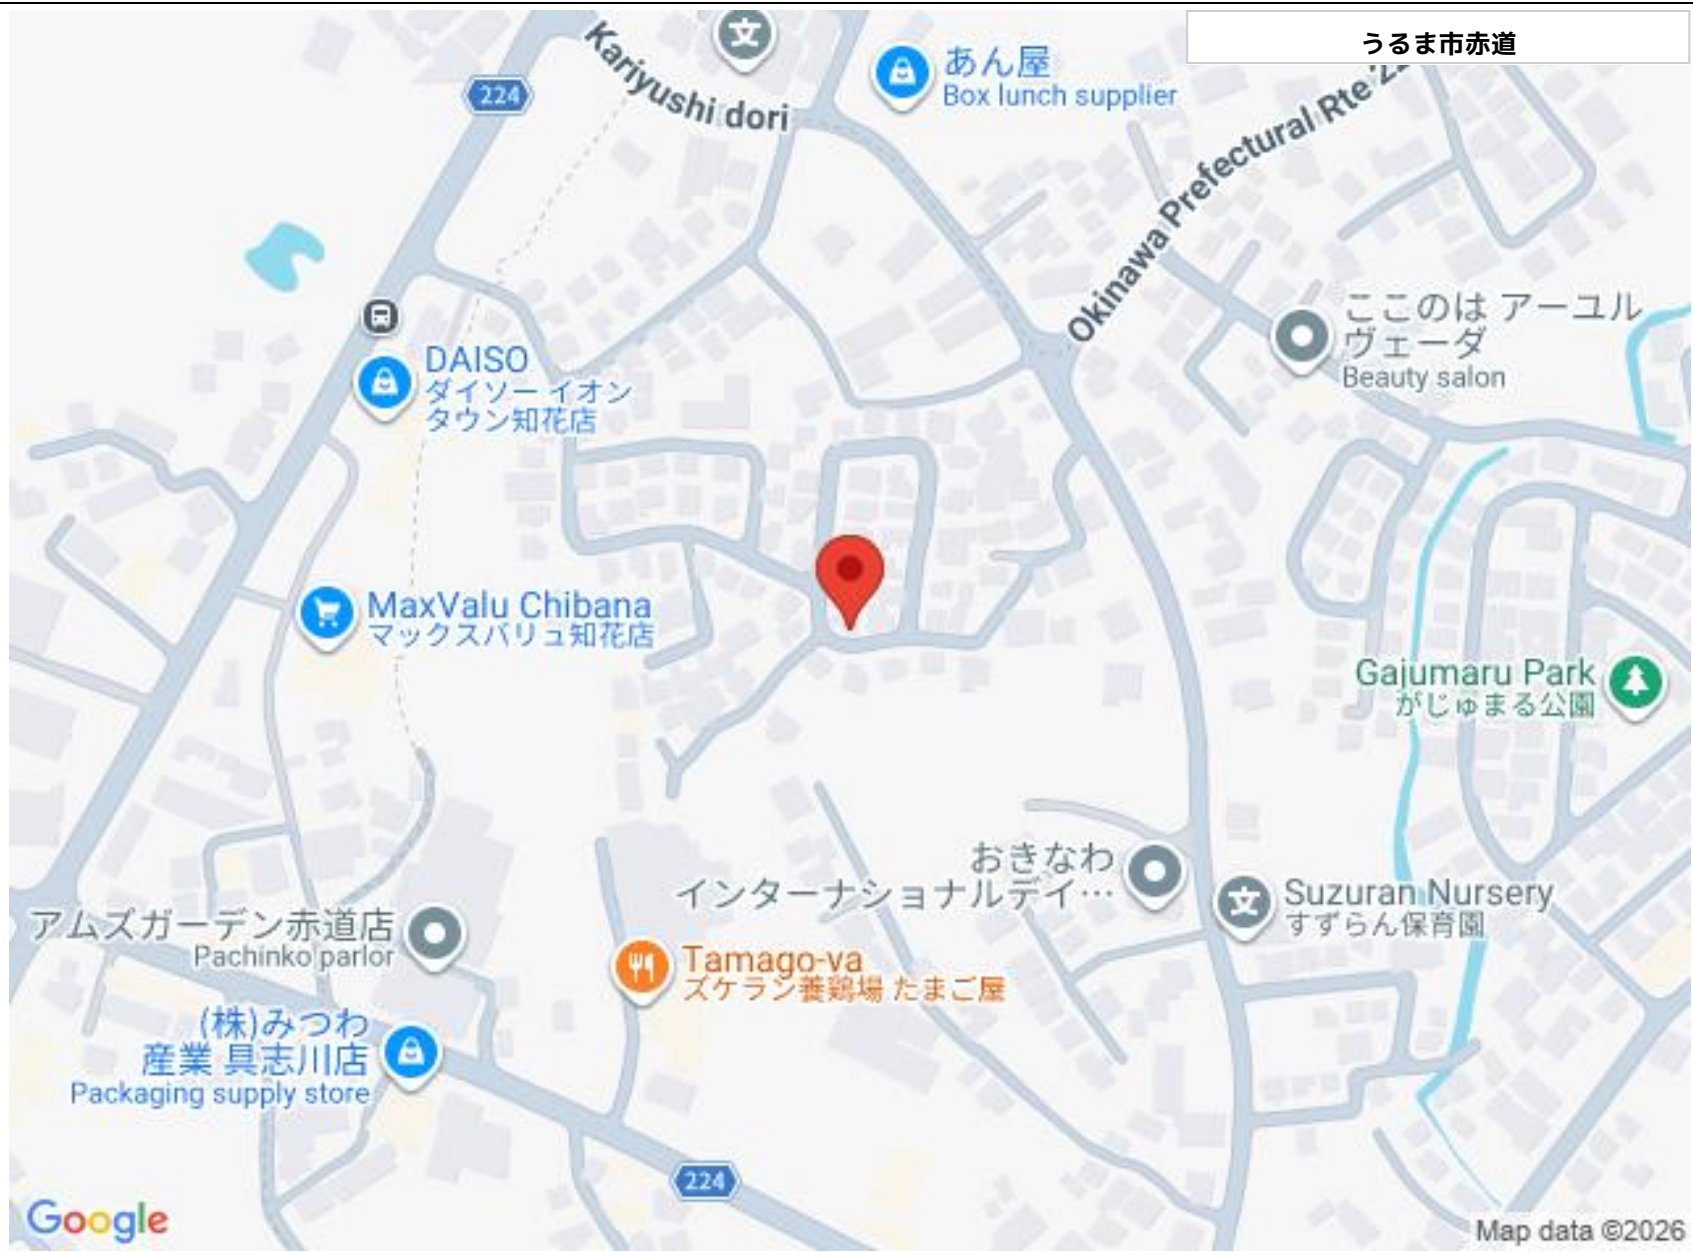 うるま市赤道
Kariyushi dori
224
あん屋
Box lunch supplier
Okinawa Prefectural Rte
ここのは アーユル
ヴェーダ
Beauty salon
DAISO
ダイソー イオン
タウン知花店
MaxValu Chibana
マックスバリュ知花店
Gajumaru Park
がじゅまる公園
おきなわ
インターナショナルデイ…
Suzuran Nursery
すずらん保育園
アムズガーデン赤道店
Pachinko parlor
Tamago-ya
ズケラン養鶏場 たまご屋
(株)みつわ
産業 具志川店
Packaging supply store
224
Google
Map data ©2026